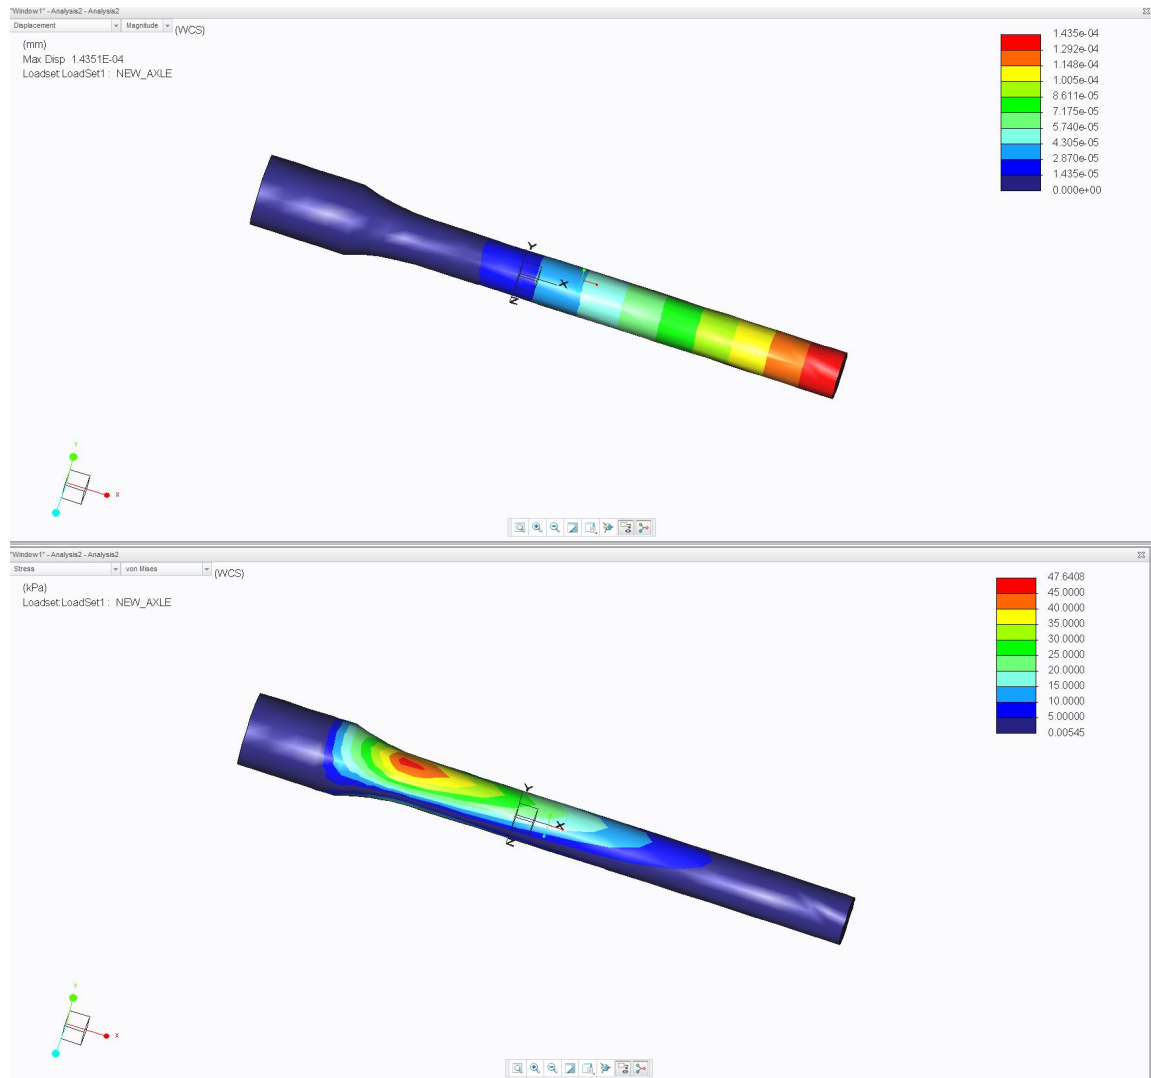 "Window1" - Analysis2 - Analysis2
Displacement Magnitude (WCS)
(mm)
Max Disp 1.4351E-04
Loadset:LoadSet1 : NEW_AXLE
1.435e-04
1.292e-04
1.148e-04
1.005e-04
8.611e-05
7.175e-05
5.740e-05
4.305e-05
2.870e-05
1.435e-05
0.000e+00
Y
X
Z
Y
X
"Window1" - Analysis2 - Analysis2
Stress von Mises (WCS)
(kPa)
Loadset:LoadSet1 : NEW_AXLE
47.6408
45.0000
40.0000
35.0000
30.0000
25.0000
20.0000
15.0000
10.0000
5.00000
0.00545
Y
X
Z
Y
X